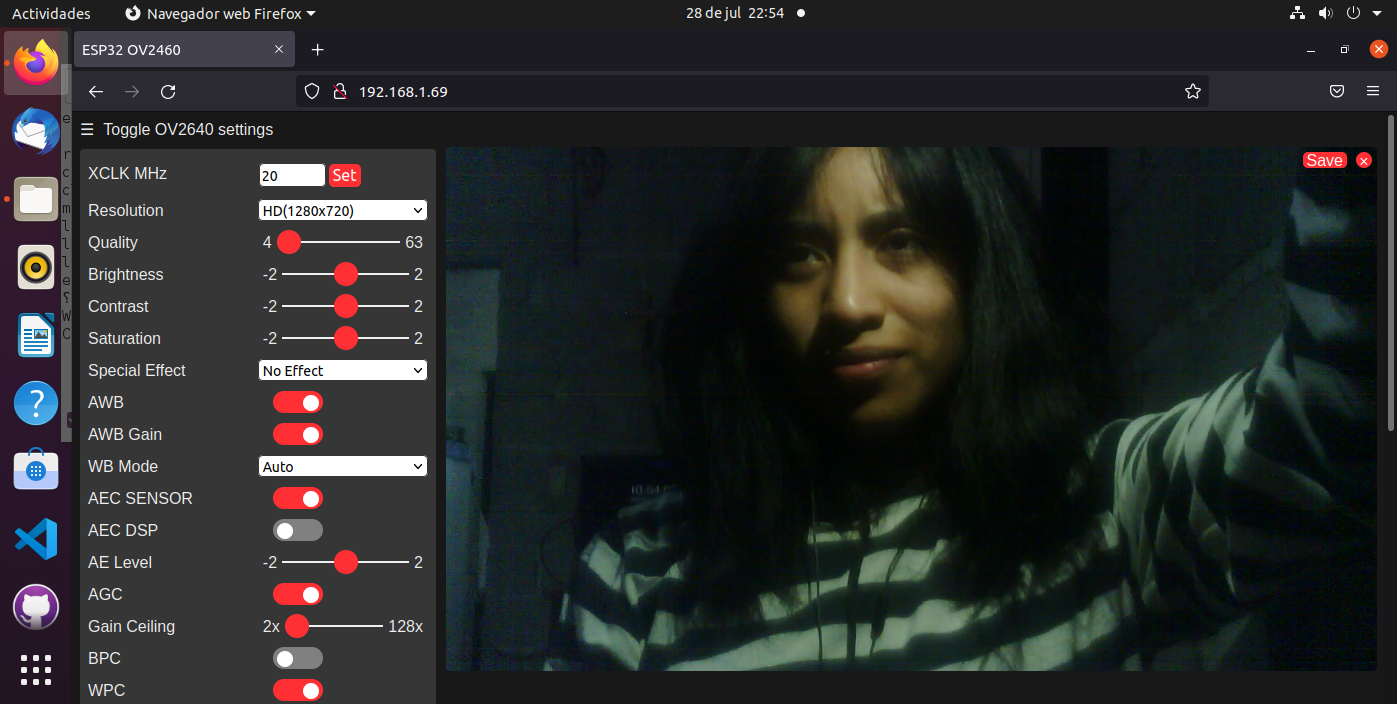 Actividades
Navegador web Firefox
28 de jul 22:54
ESP32 OV2460
192.168.1.69
☰ Toggle OV2640 settings
XCLK MHz 20 Set
Resolution HD(1280x720)
Quality 4 63
Brightness -2 2
Contrast -2 2
Saturation -2 2
Special Effect No Effect
AWB
AWB Gain
WB Mode Auto
AEC SENSOR
AEC DSP
AE Level -2 2
AGC
Gain Ceiling 2x 128x
BPC
WPC
Save ×